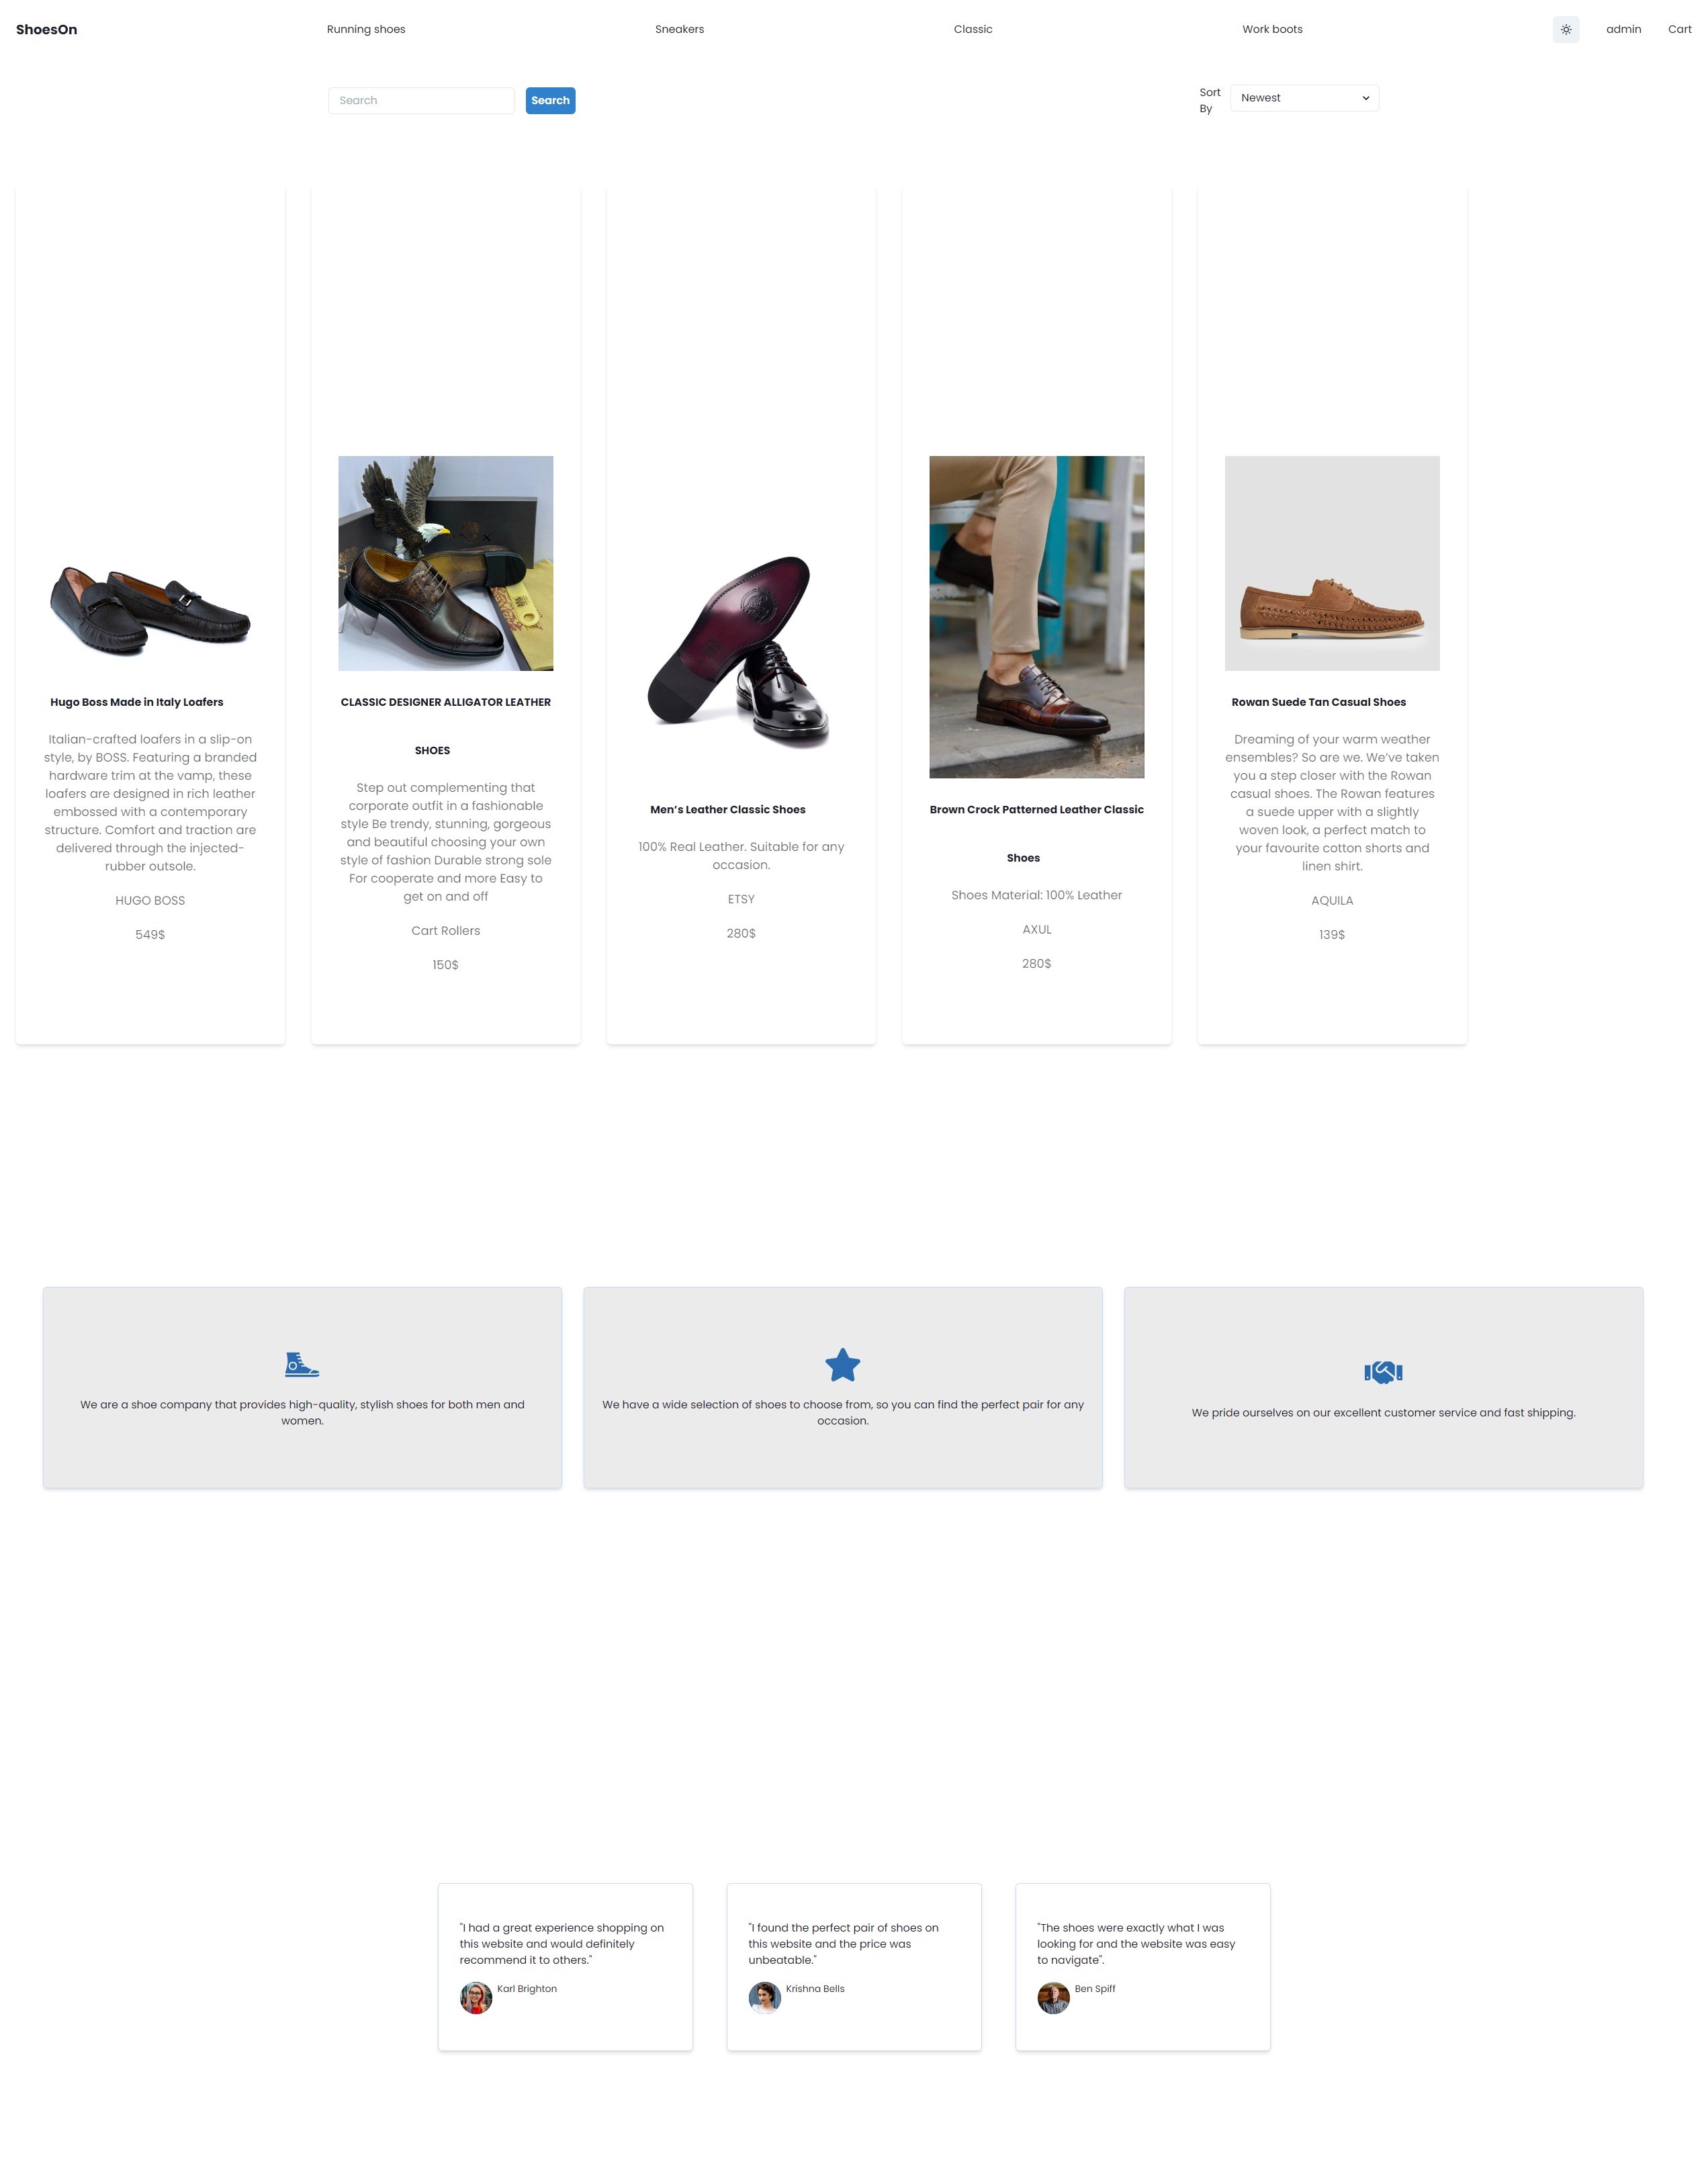 ShoesOn
Running shoes
Sneakers
Classic
Work boots
admin
Cart
Search
Search
Sort
By
Newest
Hugo Boss Made in Italy Loafers
Italian-crafted loafers in a slip-on
style, by BOSS. Featuring a branded
hardware trim at the vamp, these
loafers are designed in rich leather
embossed with a contemporary
structure. Comfort and traction are
delivered through the injected-
rubber outsole.
HUGO BOSS
549$
CLASSIC DESIGNER ALLIGATOR LEATHER
SHOES
Step out complementing that
corporate outfit in a fashionable
style Be trendy, stunning, gorgeous
and beautiful choosing your own
style of fashion Durable strong sole
For cooperate and more Easy to
get on and off
Cart Rollers
150$
Men’s Leather Classic Shoes
100% Real Leather. Suitable for any
occasion.
ETSY
280$
Brown Crock Patterned Leather Classic
Shoes
Shoes Material: 100% Leather
AXUL
280$
Rowan Suede Tan Casual Shoes
Dreaming of your warm weather
ensembles? So are we. We’ve taken
you a step closer with the Rowan
casual shoes. The Rowan features
a suede upper with a slightly
woven look, a perfect match to
your favourite cotton shorts and
linen shirt.
AQUILA
139$
We are a shoe company that provides high-quality, stylish shoes for both men and
women.
We have a wide selection of shoes to choose from, so you can find the perfect pair for any
occasion.
We pride ourselves on our excellent customer service and fast shipping.
"I had a great experience shopping on
this website and would definitely
recommend it to others."
Karl Brighton
"I found the perfect pair of shoes on
this website and the price was
unbeatable."
Krishna Bells
"The shoes were exactly what I was
looking for and the website was easy
to navigate".
Ben Spiff